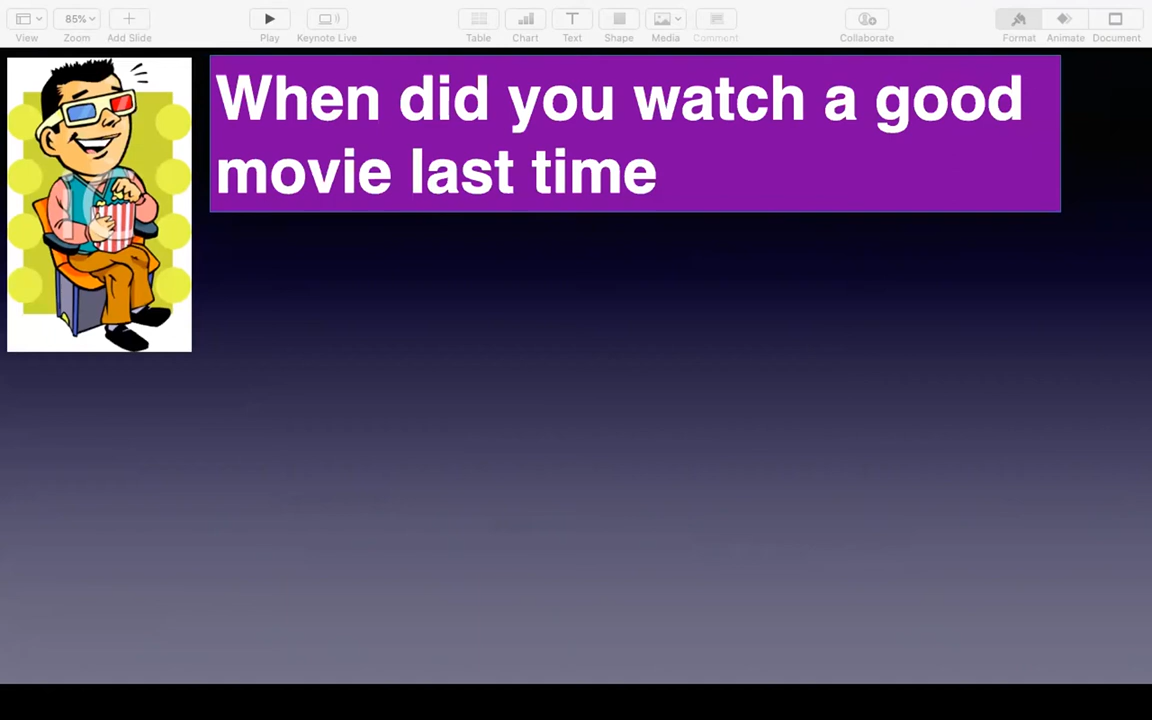 85%
View
Zoom
Add Slide
Play
Keynote Live
Table
Chart
Text
Shape
Media
Comment
Collaborate
Format
Animate
Document
When did you watch a good
movie last time